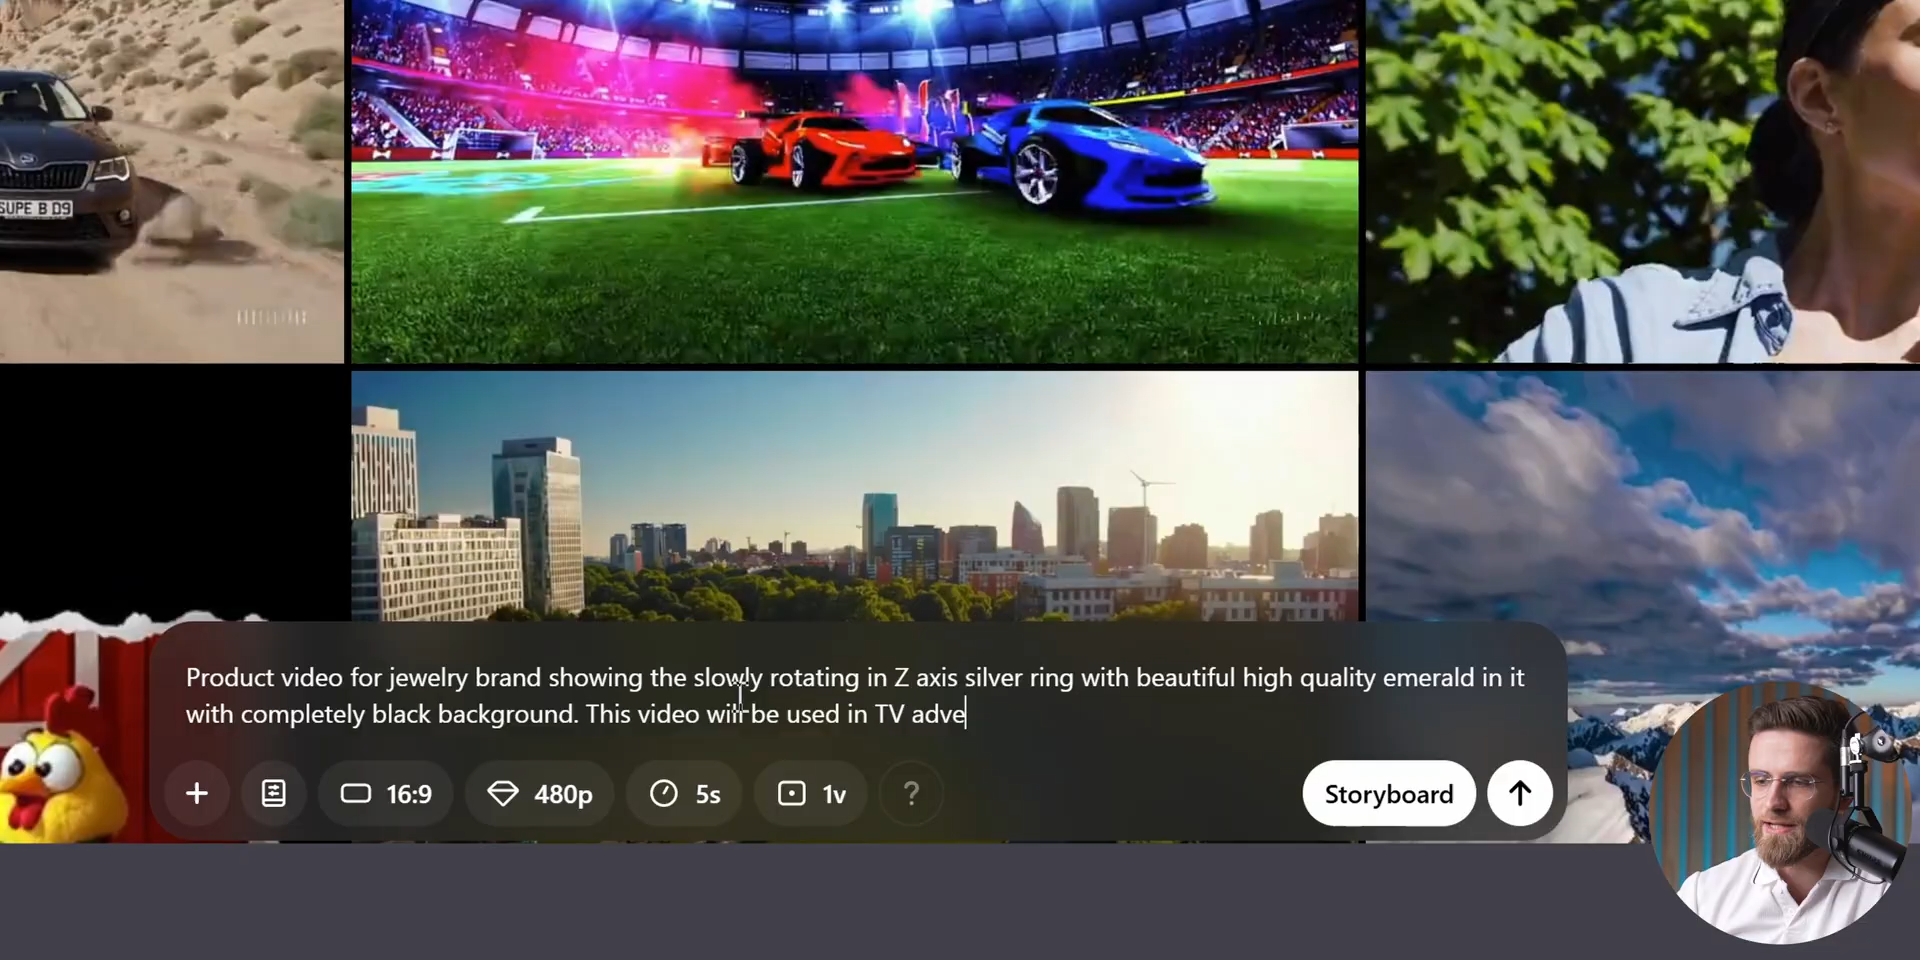 SUPE B D9
Product video for jewelry brand showing the slowly rotating in Z axis silver ring with beautiful high quality emerald in it
with completely black background. This video will be used in TV adve
16:9
480p
5s
1v
?
Storyboard